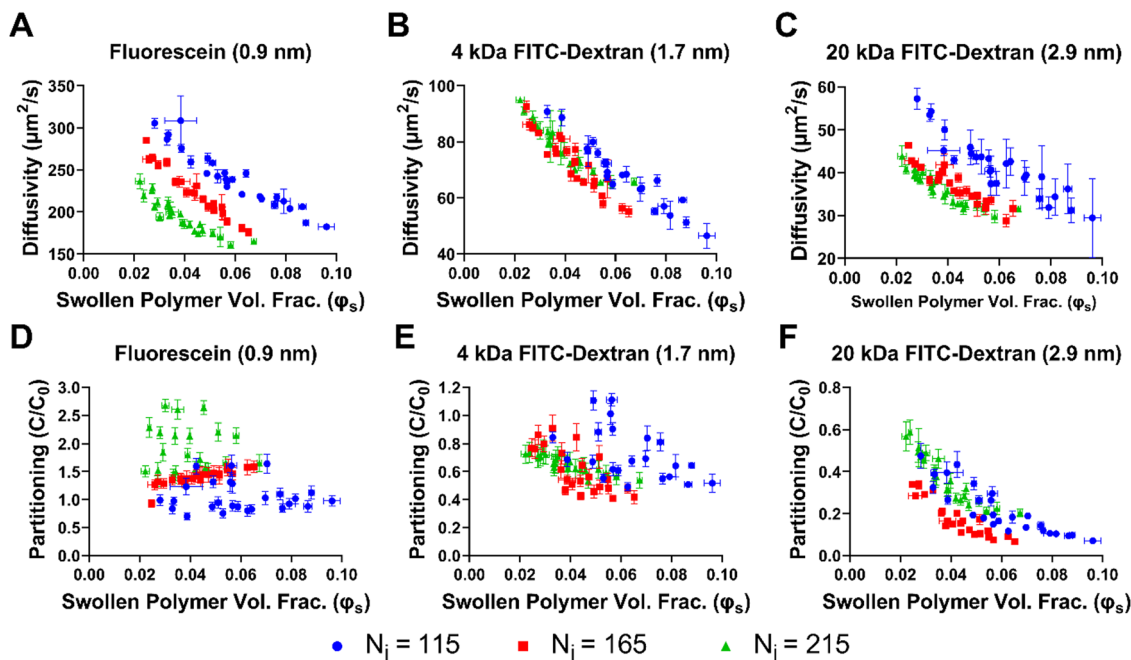 A
Fluorescein (0.9 nm)
Diffusivity (µm²/s)
350
300
250
200
150
0.00 0.02 0.04 0.06 0.08 0.10
Swollen Polymer Vol. Frac. (φₛ)
B
4 kDa FITC-Dextran (1.7 nm)
Diffusivity (µm²/s)
100
80
60
40
0.00 0.02 0.04 0.06 0.08 0.10
Swollen Polymer Vol. Frac. (φₛ)
C
20 kDa FITC-Dextran (2.9 nm)
Diffusivity (µm²/s)
60
50
40
30
20
0.00 0.02 0.04 0.06 0.08 0.10
Swollen Polymer Vol. Frac. (φₛ)
D
Fluorescein (0.9 nm)
Partitioning (C/C₀)
3.0
2.5
2.0
1.5
1.0
0.5
0.0
0.00 0.02 0.04 0.06 0.08 0.10
Swollen Polymer Vol. Frac. (φₛ)
E
4 kDa FITC-Dextran (1.7 nm)
Partitioning (C/C₀)
1.2
1.0
0.8
0.6
0.4
0.2
0.0
0.00 0.02 0.04 0.06 0.08 0.10
Swollen Polymer Vol. Frac. (φₛ)
F
20 kDa FITC-Dextran (2.9 nm)
Partitioning (C/C₀)
0.8
0.6
0.4
0.2
0.0
0.00 0.02 0.04 0.06 0.08 0.10
Swollen Polymer Vol. Frac. (φₛ)
Nⱼ = 115 Nⱼ = 165 Nⱼ = 215